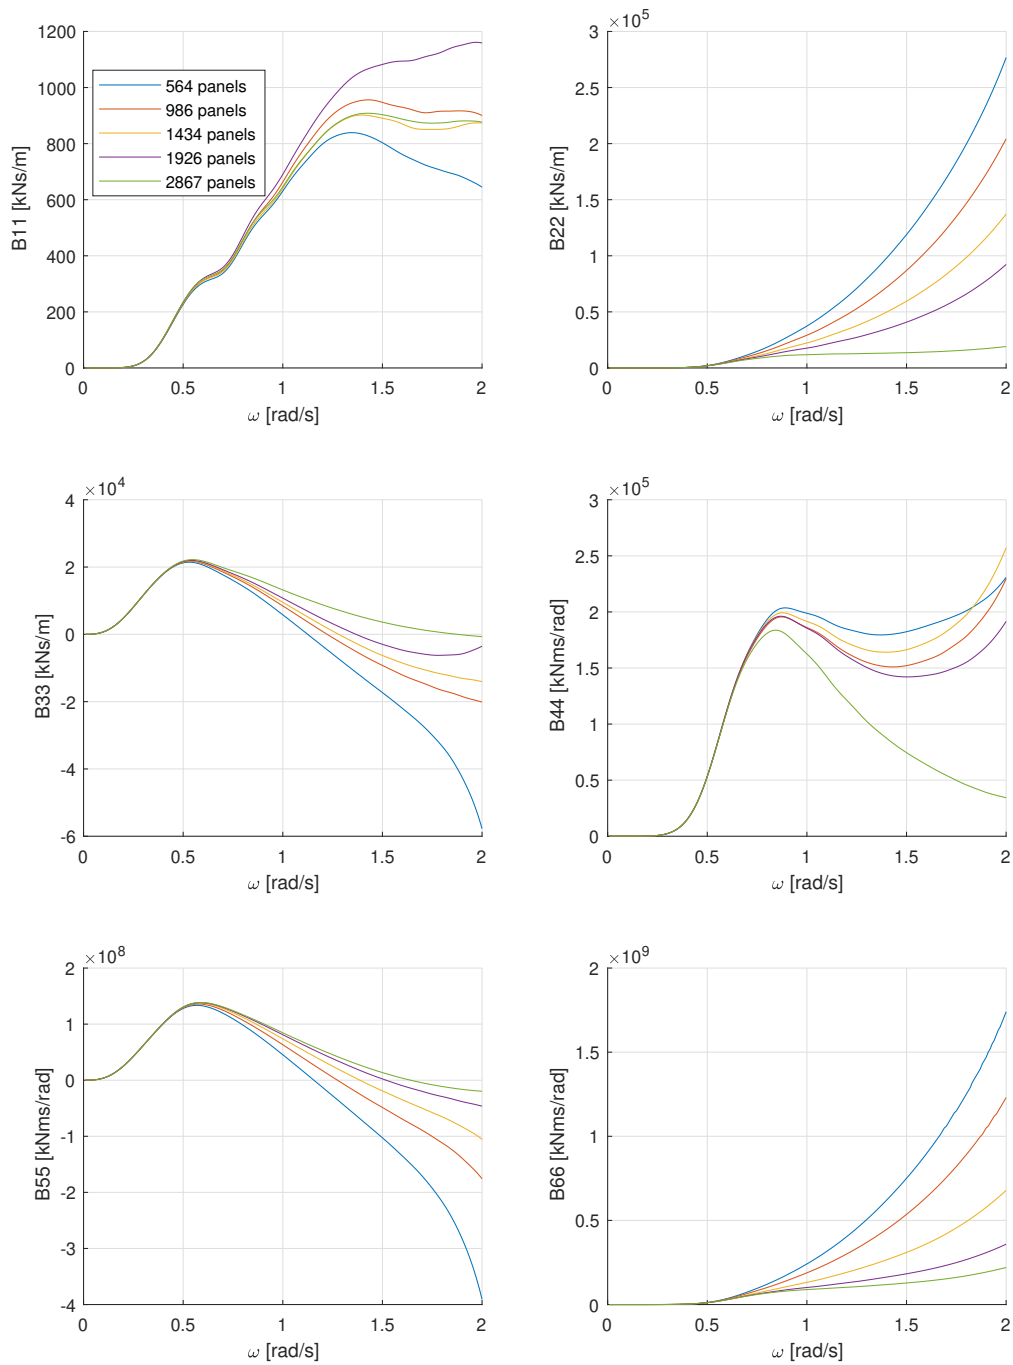 1200
1000
800
600
400
200
0
0 0.5 1 1.5 2
B11 [kNs/m]
ω [rad/s]
564 panels
986 panels
1434 panels
1926 panels
2867 panels
×10^5
3
2.5
2
1.5
1
0.5
0
0 0.5 1 1.5 2
B22 [kNs/m]
ω [rad/s]
×10^4
4
2
0
-2
-4
-6
0 0.5 1 1.5 2
B33 [kNs/m]
ω [rad/s]
×10^5
3
2.5
2
1.5
1
0.5
0
0 0.5 1 1.5 2
B44 [kNms/rad]
ω [rad/s]
×10^8
2
1
0
-1
-2
-3
-4
0 0.5 1 1.5 2
B55 [kNms/rad]
ω [rad/s]
×10^9
2
1.5
1
0.5
0
0 0.5 1 1.5 2
B66 [kNms/rad]
ω [rad/s]